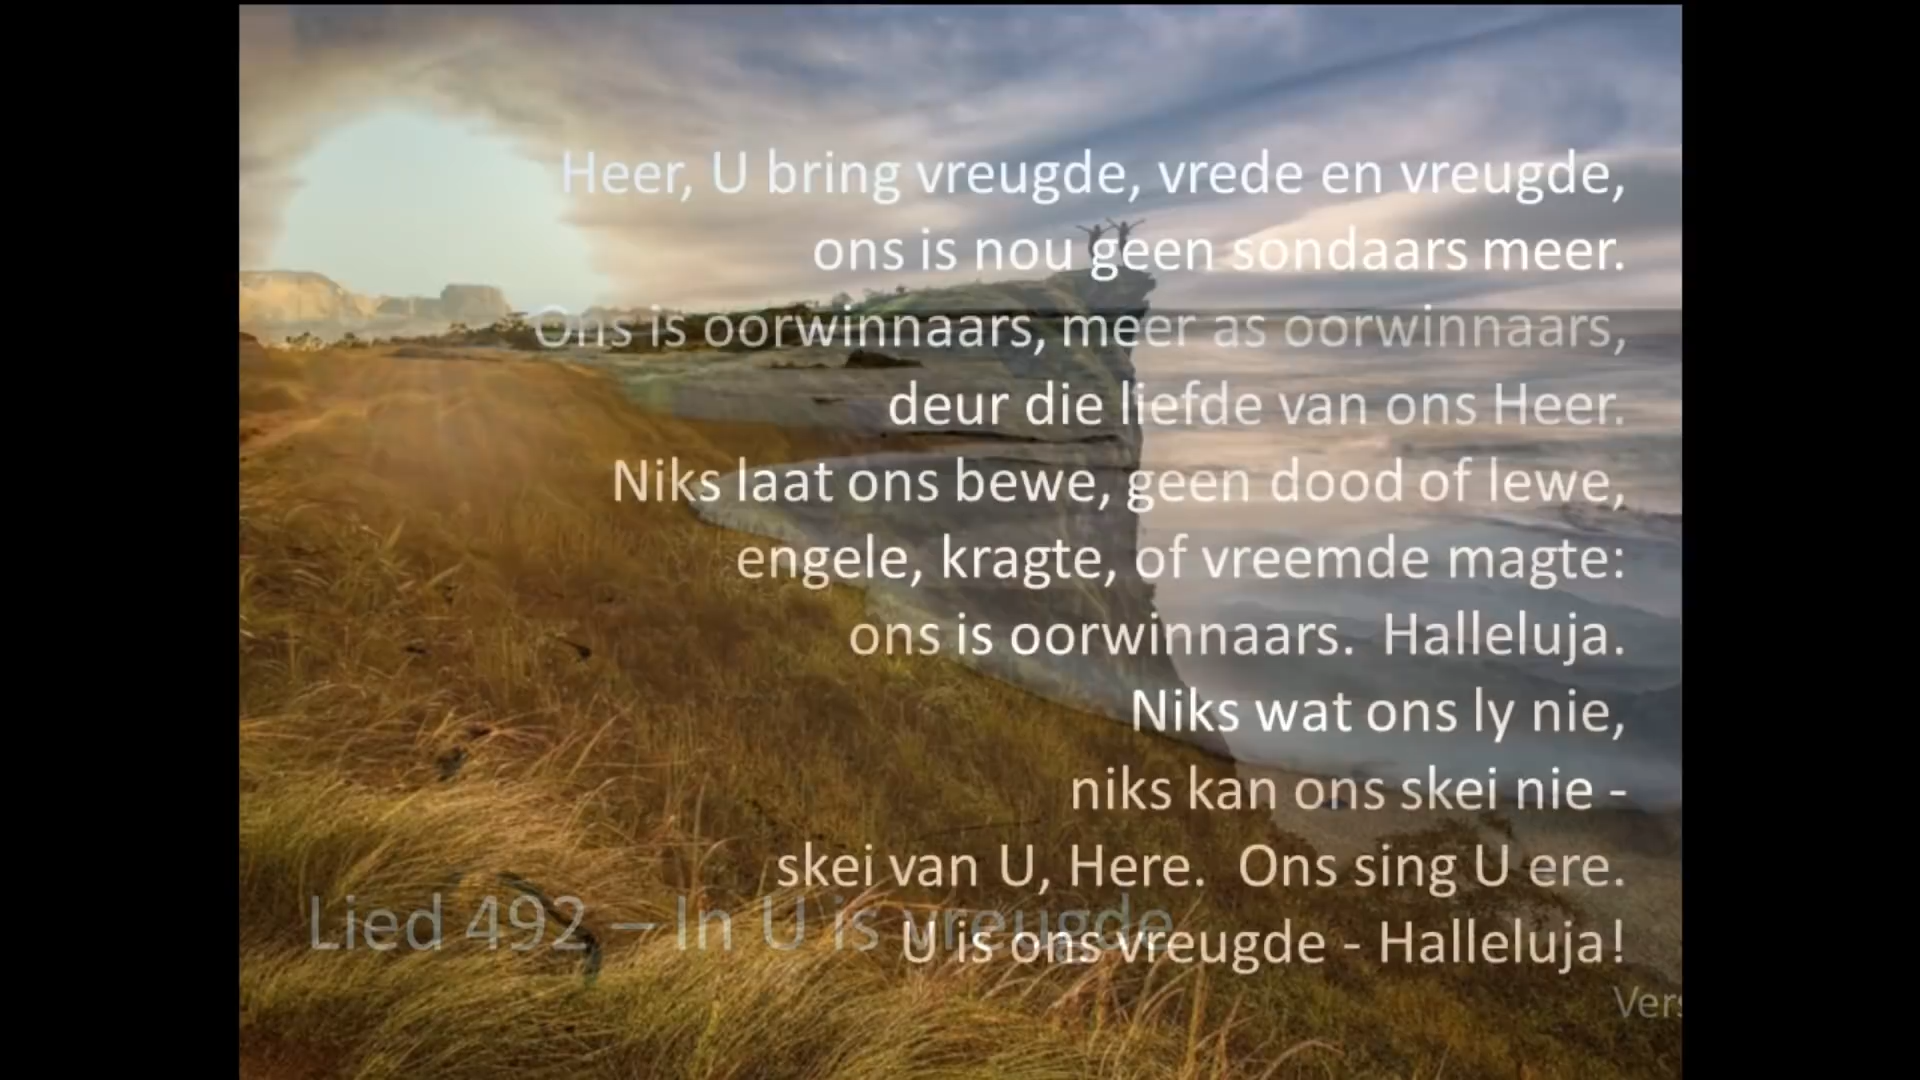 Heer, U bring vreugde, vrede en vreugde,
ons is nou geen sondaars meer.
Ons is oorwinnaars, meer as oorwinnaars,
deur die liefde van ons Heer.
Niks laat ons bewe, geen dood of lewe,
engele, kragte, of vreemde magte:
ons is oorwinnaars.  Halleluja.
Niks wat ons ly nie,
niks kan ons skei nie -
skei van U, Here.  Ons sing U ere.
Lied 492 – In U is vreugde
U is ons vreugde - Halleluja!
Vers